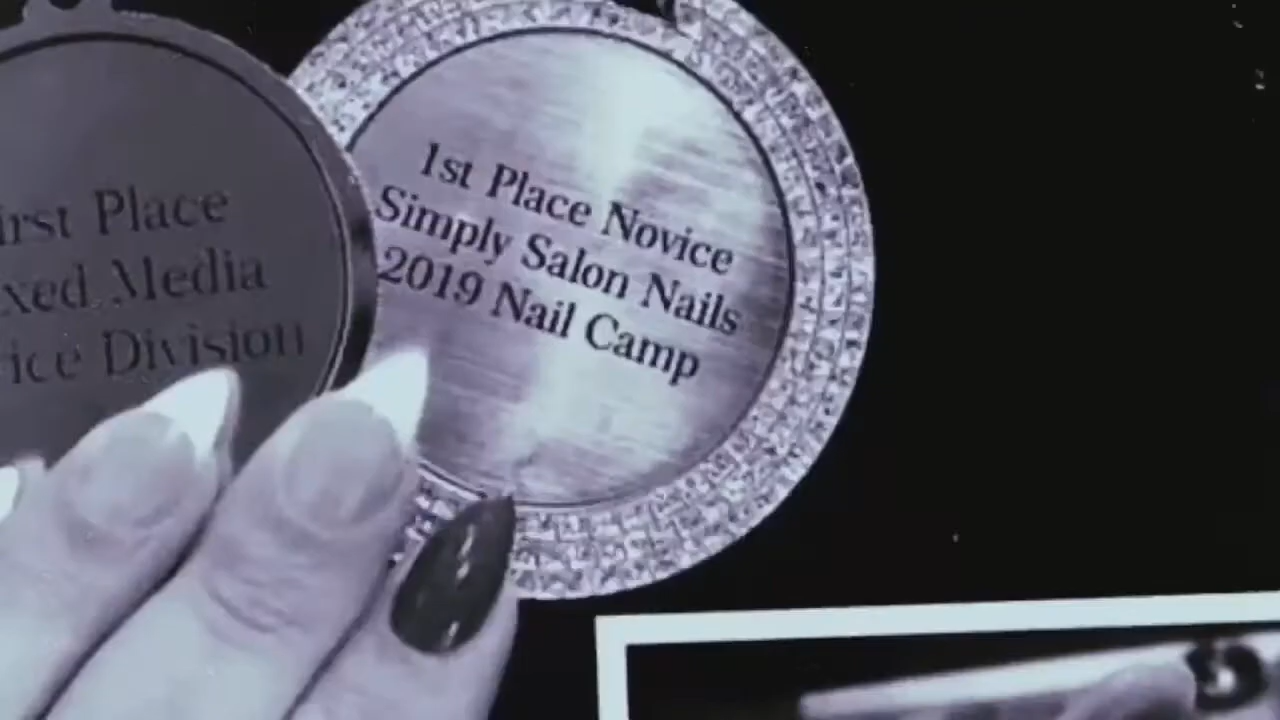 irst Place
xed Media
ice Division
1st Place Novice
Simply Salon Nails
2019 Nail Camp